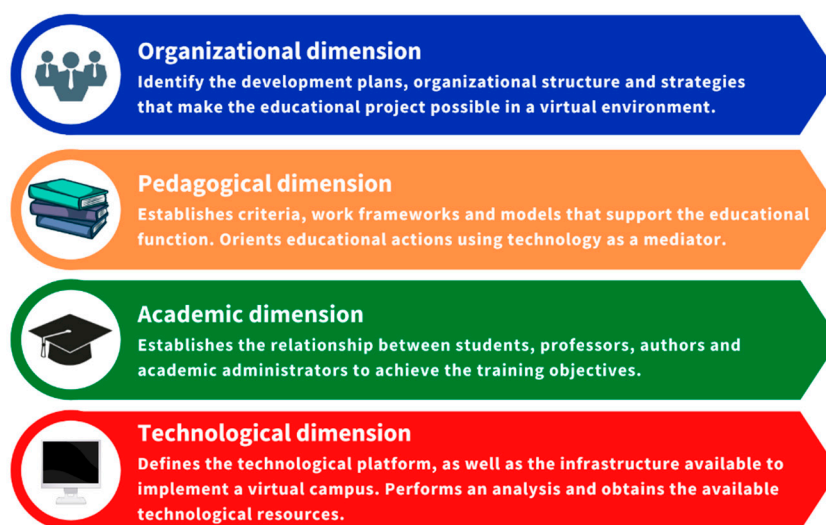 Organizational dimension
Identify the development plans, organizational structure and strategies
that make the educational project possible in a virtual environment.
Pedagogical dimension
Establishes criteria, work frameworks and models that support the educational
function. Orients educational actions using technology as a mediator.
Academic dimension
Establishes the relationship between students, professors, authors and
academic administrators to achieve the training objectives.
Technological dimension
Defines the technological platform, as well as the infrastructure available to
implement a virtual campus. Performs an analysis and obtains the available
technological resources.